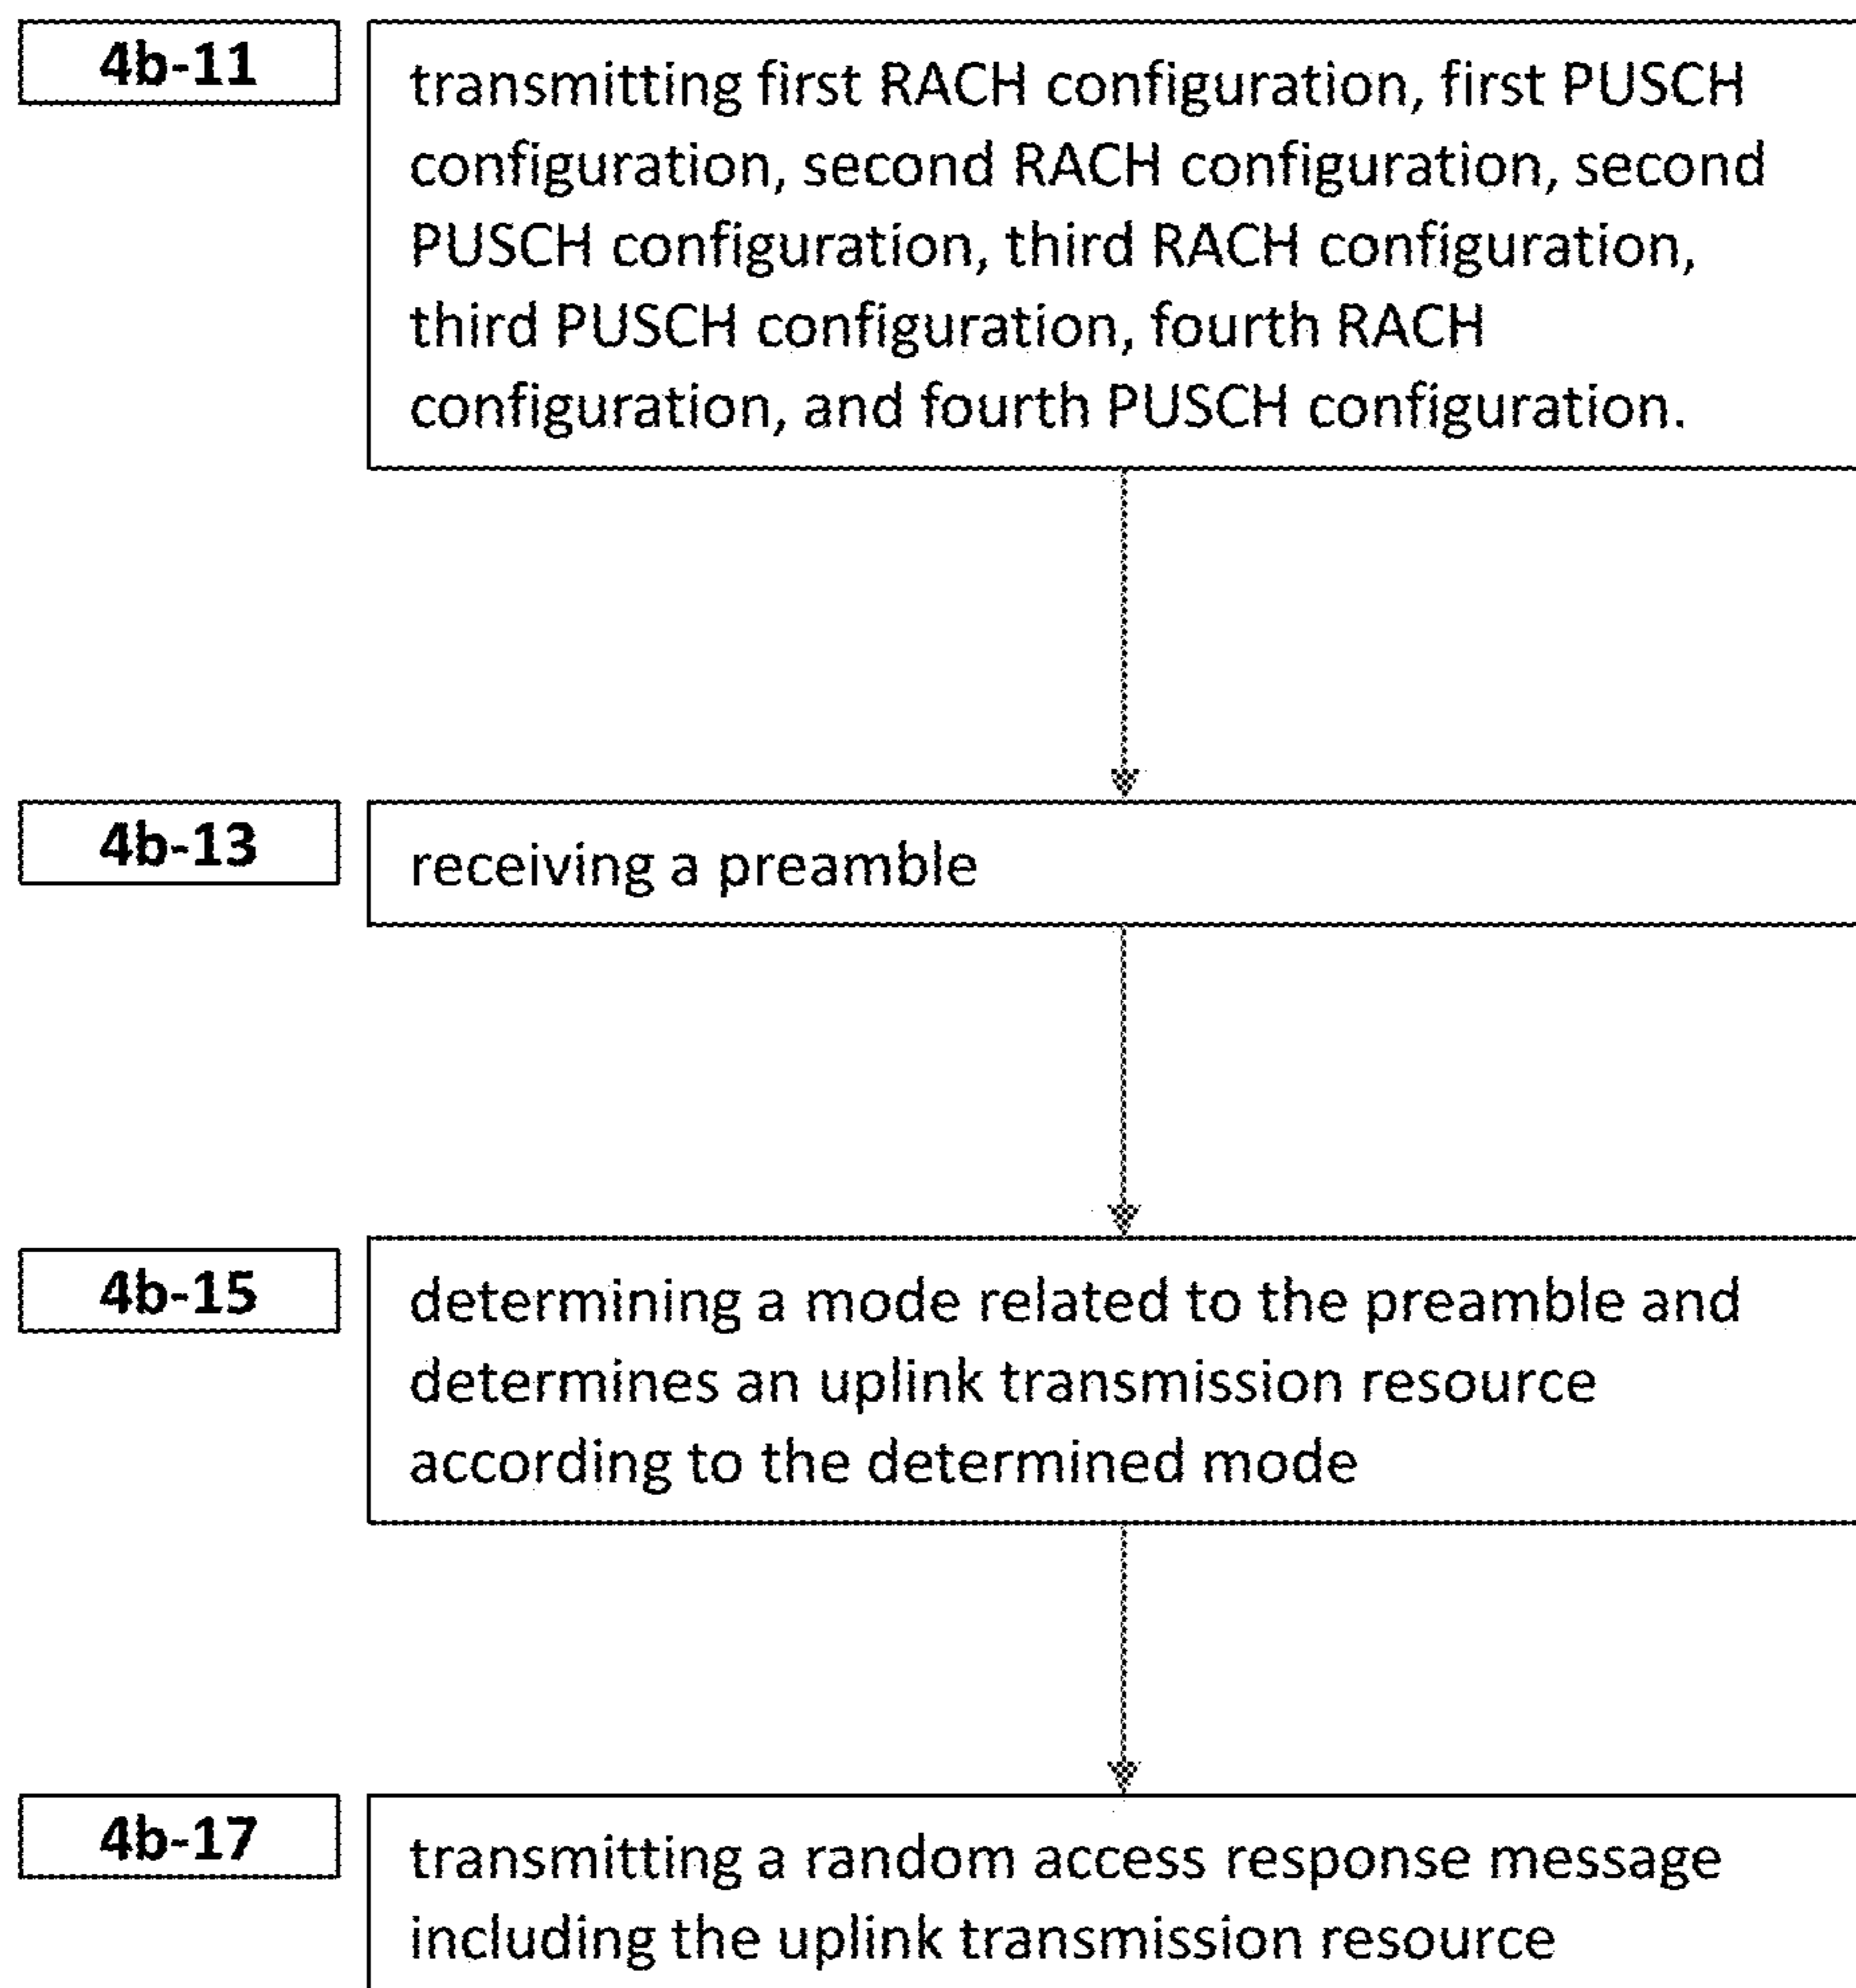 4b-11
transmitting first RACH configuration, first PUSCH
configuration, second RACH configuration, second
PUSCH configuration, third RACH configuration,
third PUSCH configuration, fourth RACH
configuration, and fourth PUSCH configuration.
4b-13
receiving a preamble
4b-15
determining a mode related to the preamble and
determines an uplink transmission resource
according to the determined mode
4b-17
transmitting a random access response message
including the uplink transmission resource